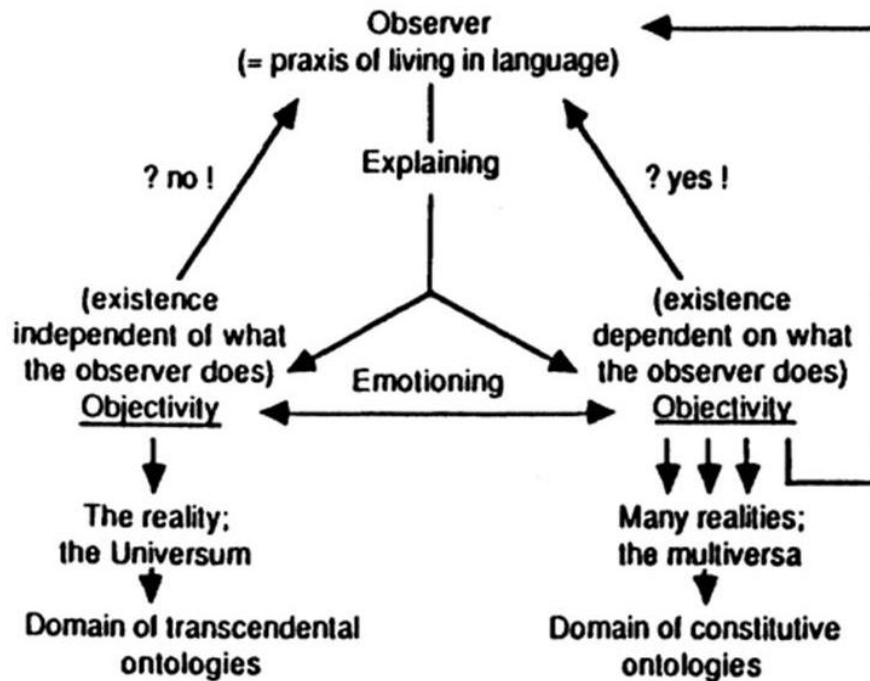 Observer
(= praxis of living in language)
Explaining
? no !
? yes !
(existence
independent of what
the observer does)
Objectivity
Emotioning
(existence
dependent on what
the observer does)
Objectivity
The reality;
the Universum
Many realities;
the multiversa
Domain of transcendental
ontologies
Domain of constitutive
ontologies